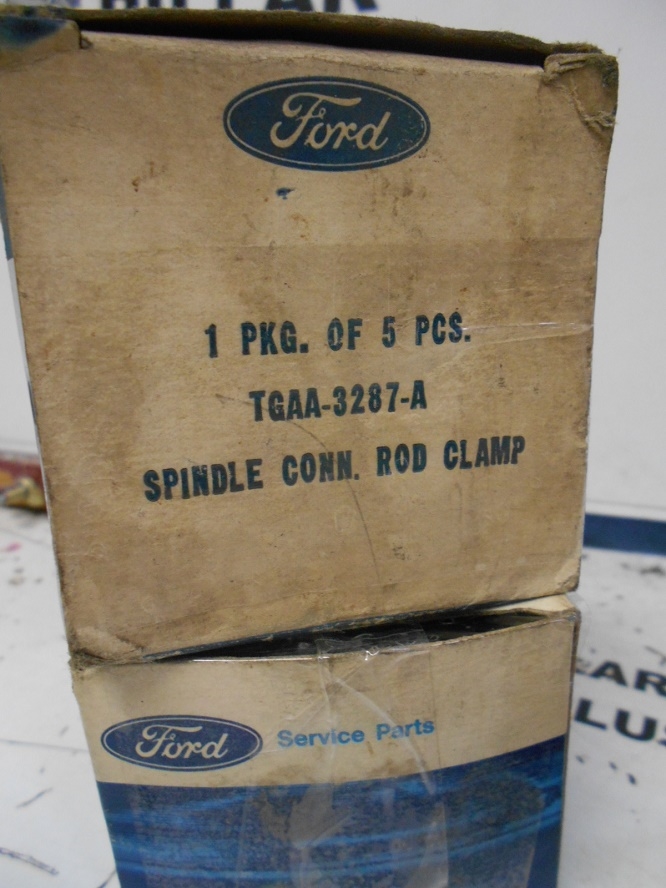 Ford
1 PKG. OF 5 PCS.
TGAA-3287-A
SPINDLE CONN. ROD CLAMP
Ford Service Parts